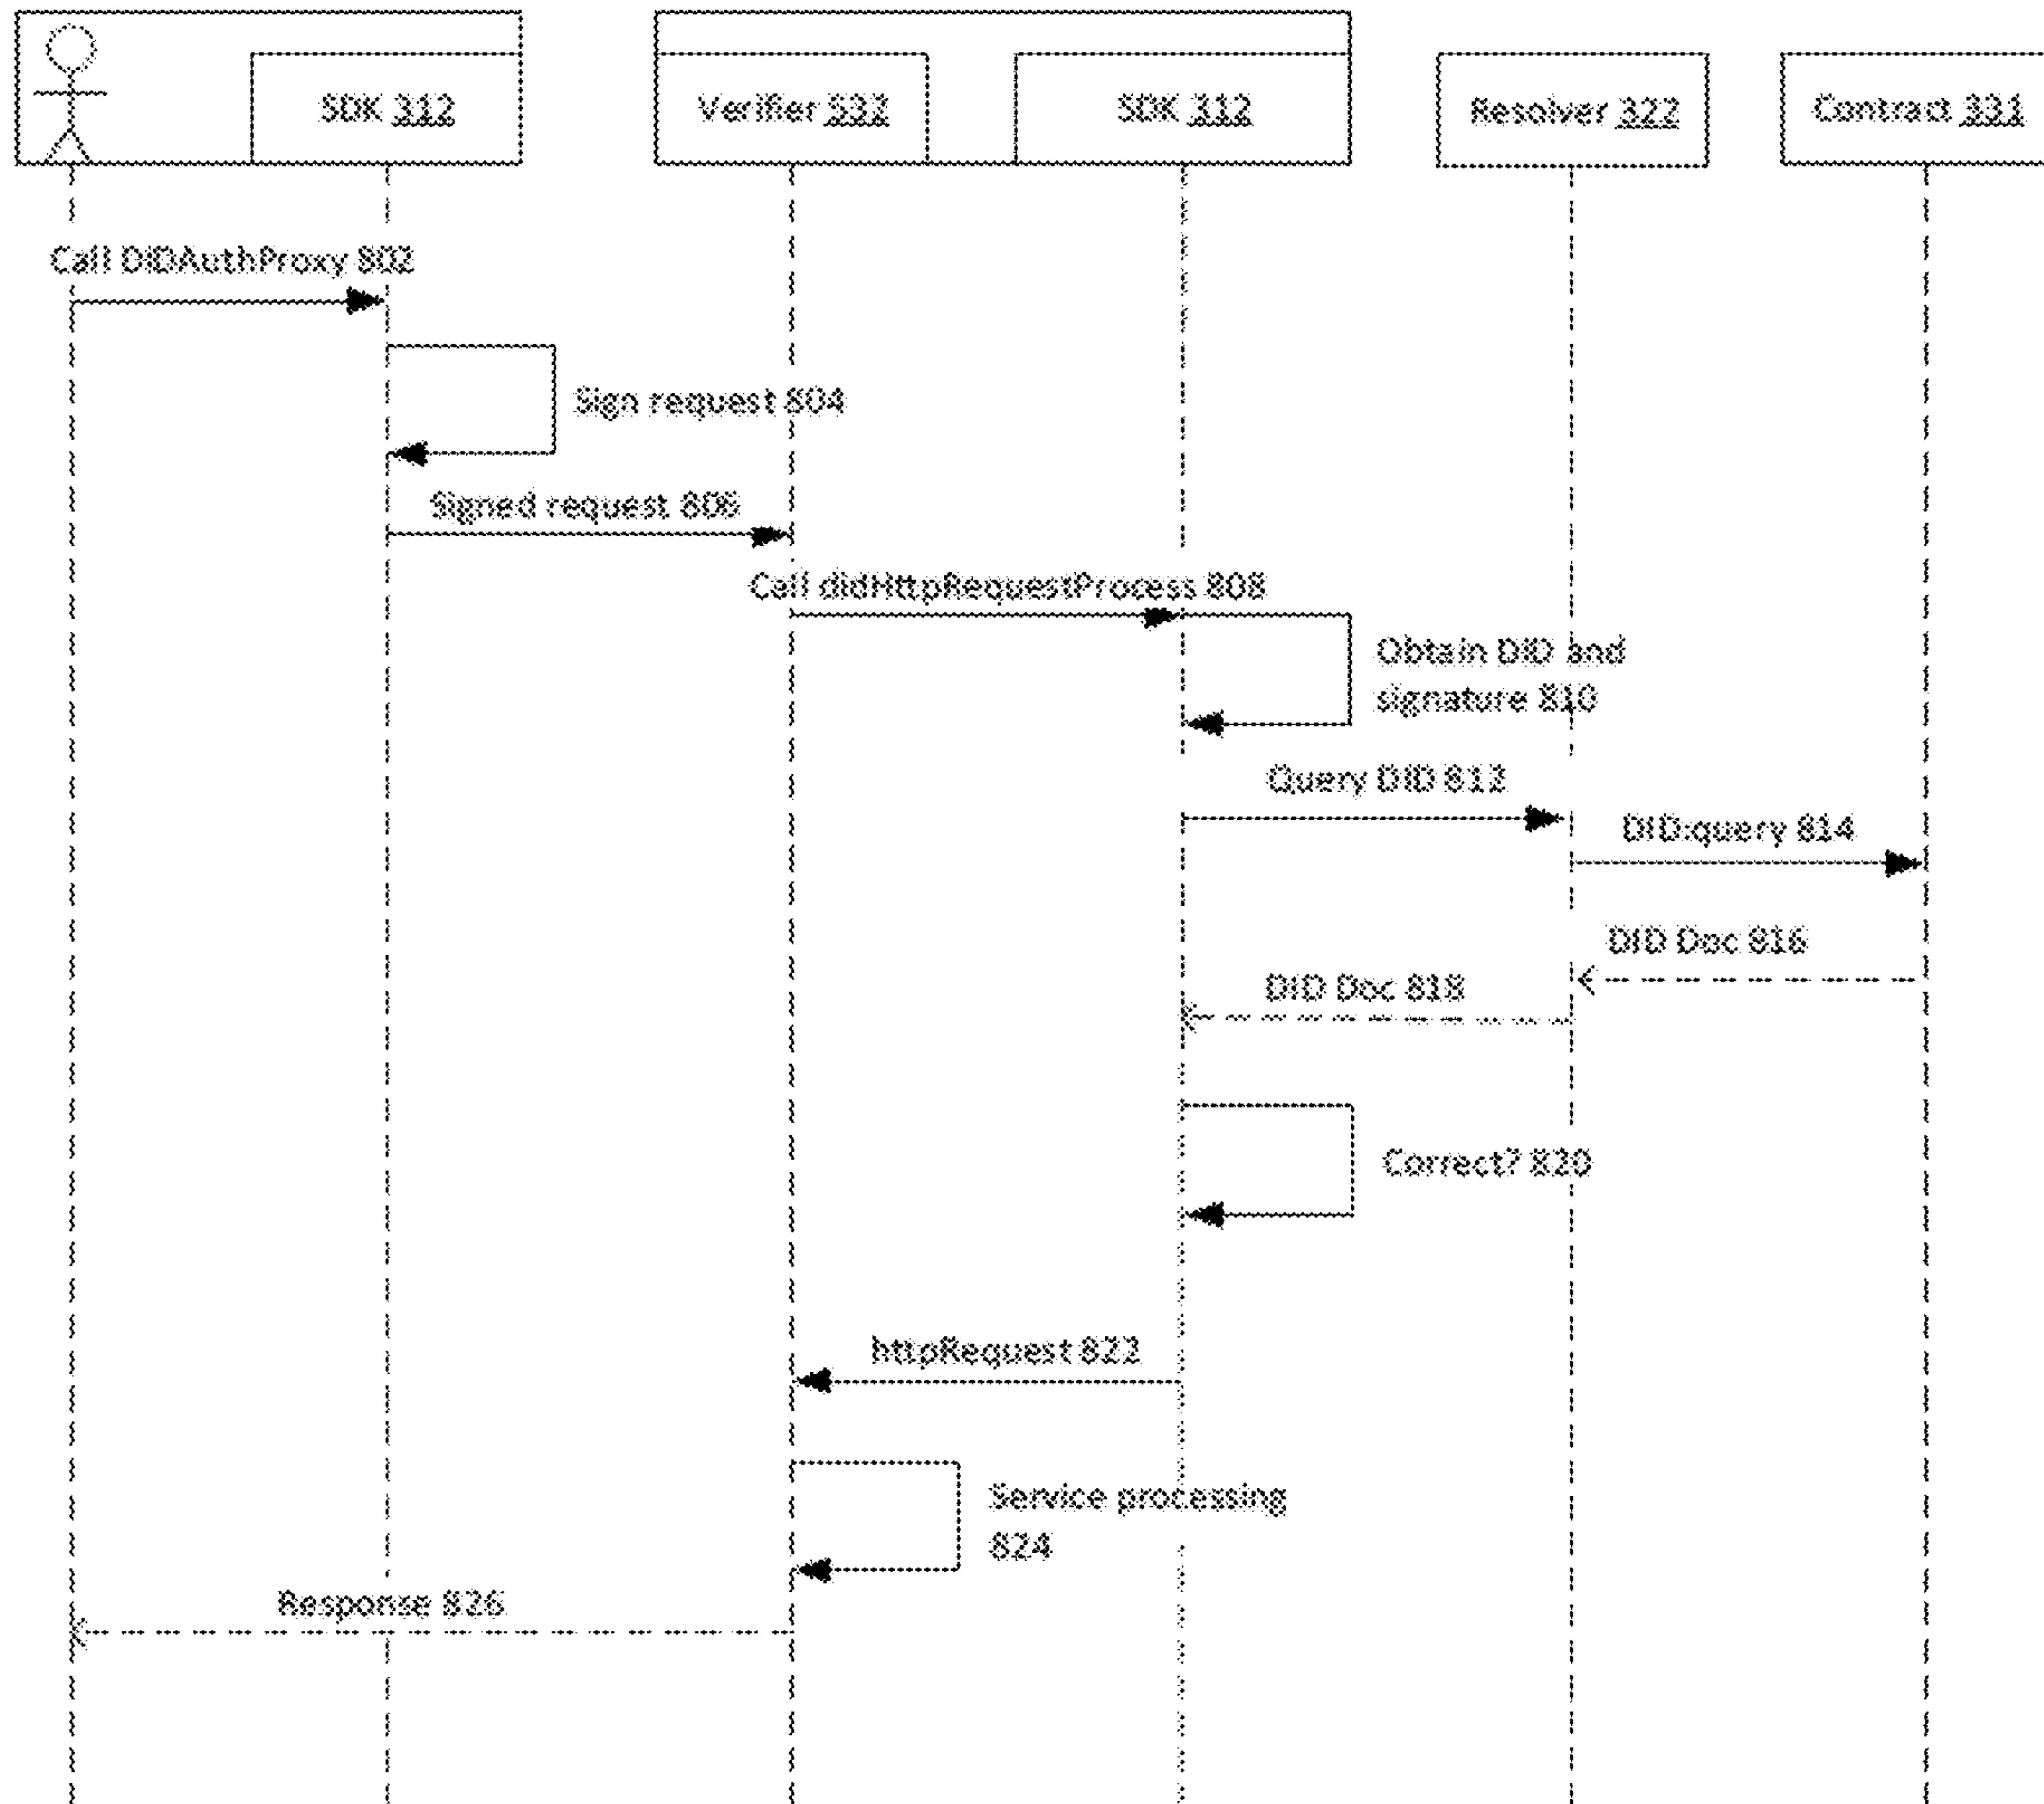 SDK 312
Verifier 532
SDK 312
Resolver 322
Contract 331
Call DIDAuthProxy 802
Sign request 804
Signed request 806
Call didHttpRequestProcess 808
Obtain DID and
signature 810
Query DID 812
DID:query 814
DID Doc 816
DID Doc 818
Correct? 820
httpRequest 822
Service processing
824
Response 826